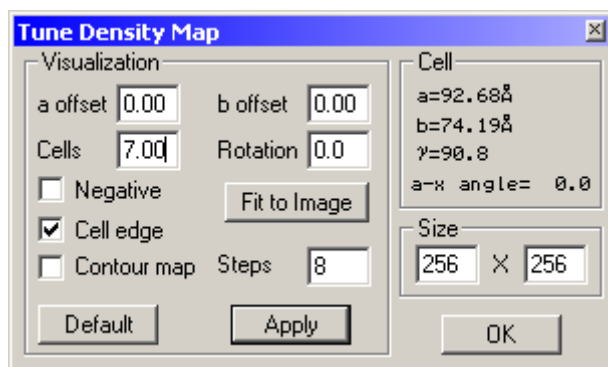 Tune Density Map
Visualization
a offset 0.00 b offset 0.00
Cells 7.00 Rotation 0.0
Negative
Fit to Image
Cell edge
Contour map Steps 8
Default Apply
Cell
a=92.68Å
b=74.19Å
γ=90.8
a-x angle= 0.0
Size
256 X 256
OK